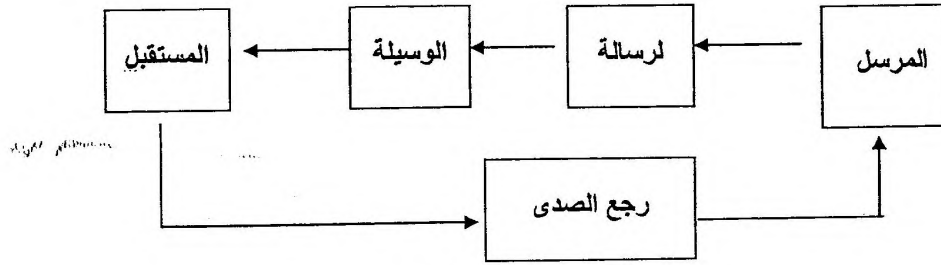 المرسل
لرسالة
الوسيلة
المستقبل
رجع الصدى